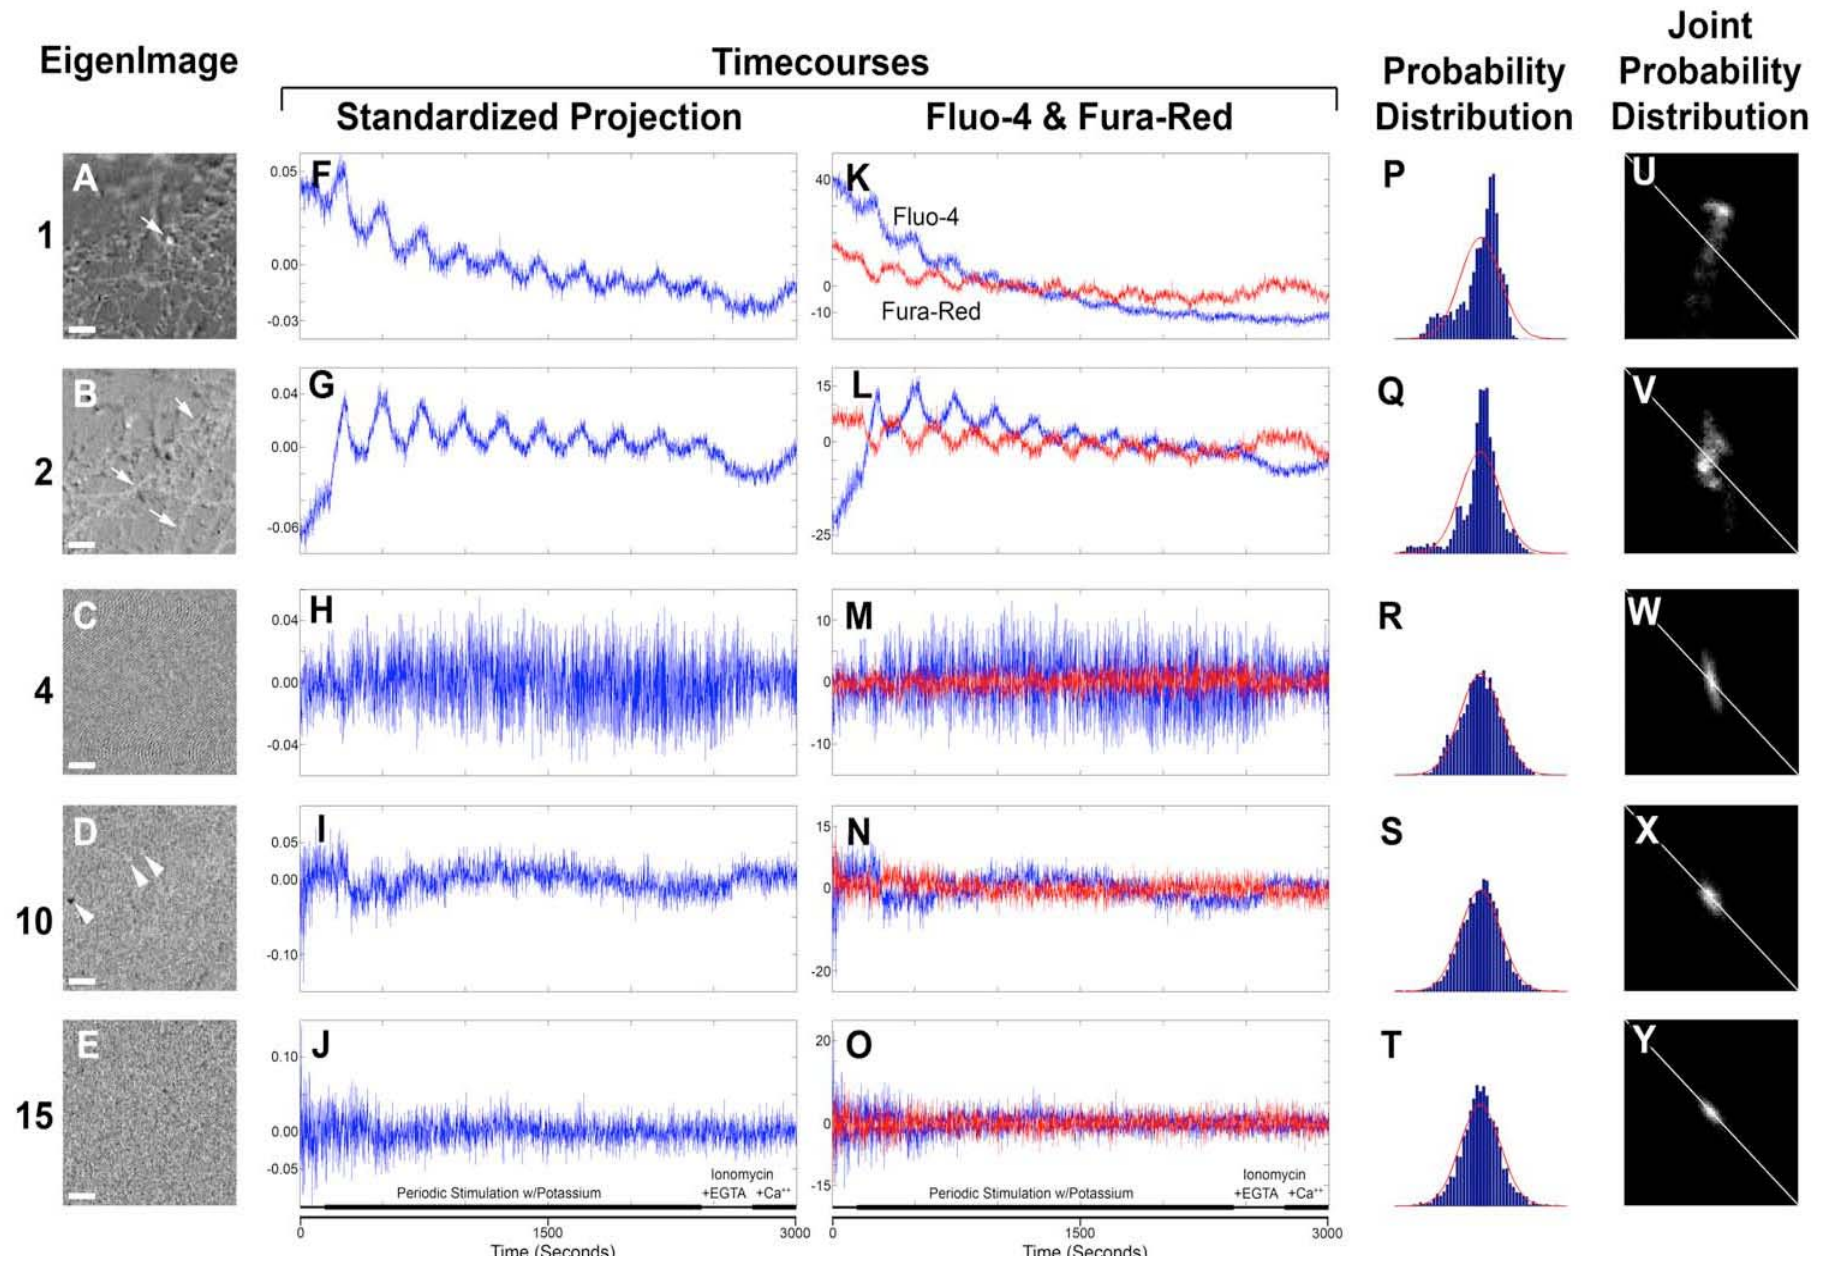 EigenImage
Timecourses
Standardized Projection
Fluo-4 & Fura-Red
Probability
Distribution
Joint
Probability
Distribution
1
A
F
0.05
0.00
-0.03
K
40
0
-10
Fluo-4
Fura-Red
P
U
2
B
G
0.04
0.00
-0.06
L
15
0
-25
Q
V
4
C
H
0.04
0.00
-0.04
M
10
0
-10
R
W
10
D
I
0.05
0.00
-0.10
N
15
0
-20
S
X
15
E
J
0.10
0.00
-0.05
Periodic Stimulation w/Potassium
Ionomycin
+EGTA +Ca++
0 1500 3000
Time (Seconds)
O
20
0
-15
Periodic Stimulation w/Potassium
Ionomycin
+EGTA +Ca++
0 1500 3000
Time (Seconds)
T
Y